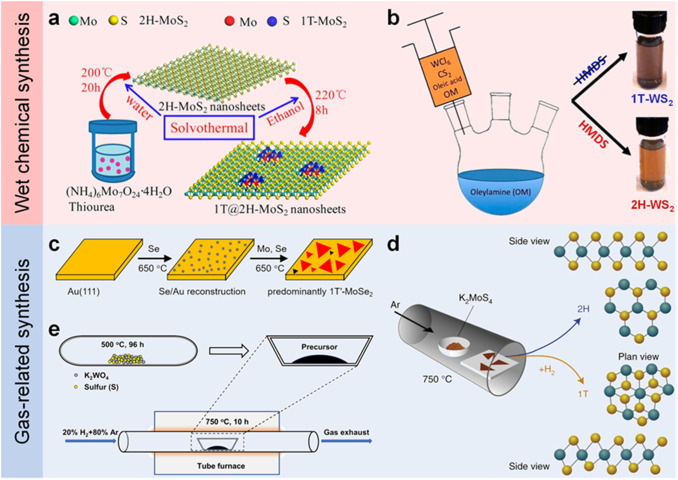 Wet chemical synthesis
a
Mo S 2H-MoS₂ Mo S 1T-MoS₂
200℃
20h
water
2H-MoS₂ nanosheets
Solvothermal
Ethanol
220℃
8h
(NH₄)₆Mo₇O₂₄·4H₂O
Thiourea
1T@2H-MoS₂ nanosheets
b
WCl₆
CS₂
Oleic acid
OM
Oleylamine (OM)
HMDS
1T-WS₂
HMDS
2H-WS₂
Gas-related synthesis
c
Se
650 °C
Mo, Se
650 °C
Au(111)
Se/Au reconstruction
predominantly 1T'-MoSe₂
d
Side view
Ar
K₂MoS₄
750 °C
2H
Plan view
+H₂
1T
Side view
e
500 °C, 96 h
K₂WO₄
Sulfur (S)
Precursor
750 °C, 10 h
20% H₂+80% Ar
Gas exhaust
Tube furnace